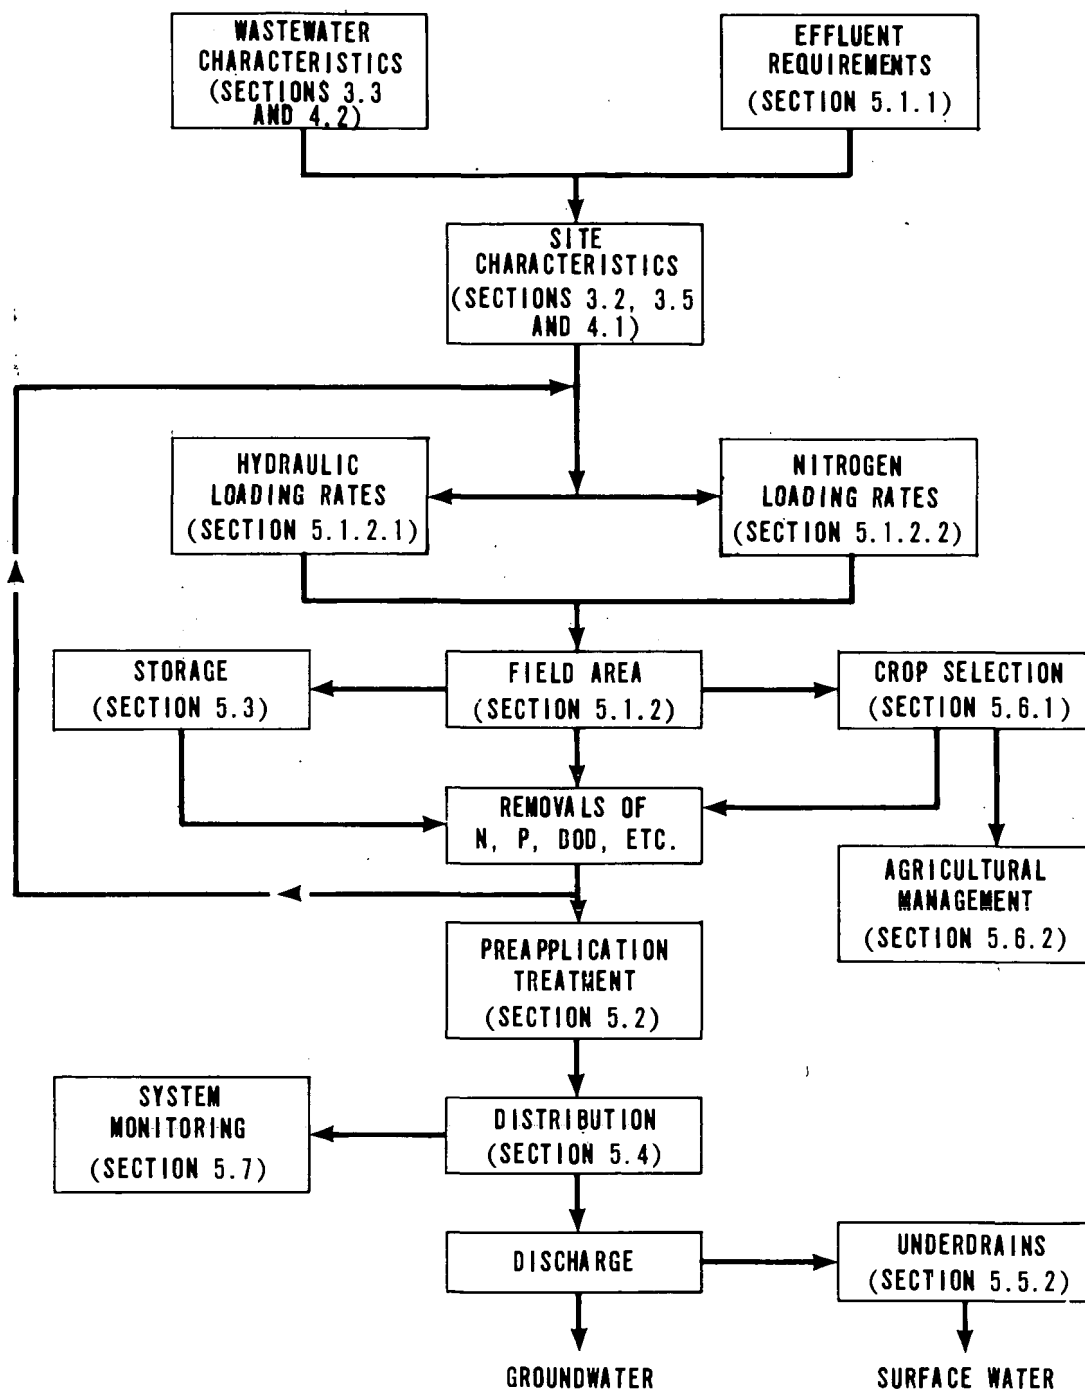 WASTEWATER
CHARACTERISTICS
(SECTIONS 3.3
AND 4.2)
EFFLUENT
REQUIREMENTS
(SECTION 5.1.1)
SITE
CHARACTERISTICS
(SECTIONS 3.2, 3.5
AND 4.1)
HYDRAULIC
LOADING RATES
(SECTION 5.1.2.1)
NITROGEN
LOADING RATES
(SECTION 5.1.2.2)
STORAGE
(SECTION 5.3)
FIELD AREA
(SECTION 5.1.2)
CROP SELECTION
(SECTION 5.6.1)
REMOVALS OF
N, P, BOD, ETC.
AGRICULTURAL
MANAGEMENT
(SECTION 5.6.2)
PREAPPLICATION
TREATMENT
(SECTION 5.2)
SYSTEM
MONITORING
(SECTION 5.7)
DISTRIBUTION
(SECTION 5.4)
DISCHARGE
UNDERDRAINS
(SECTION 5.5.2)
GROUNDWATER
SURFACE WATER